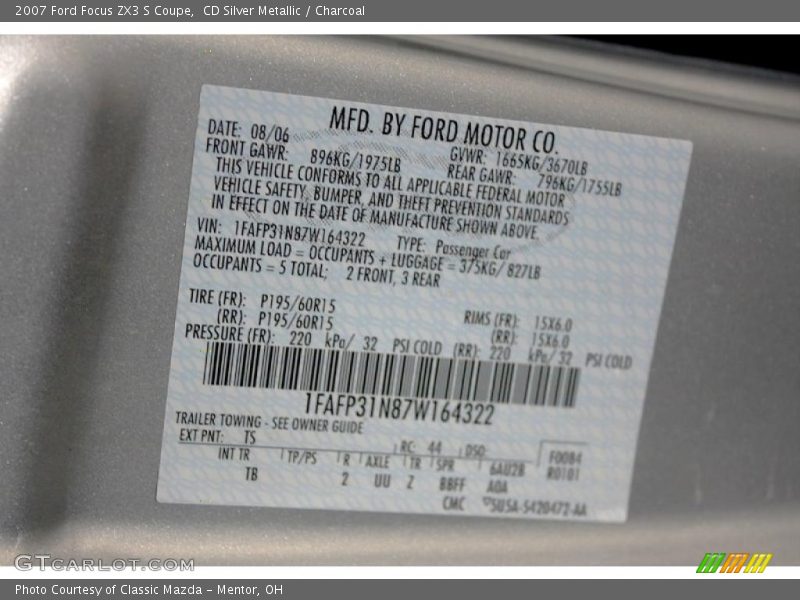 2007 Ford Focus ZX3 S Coupe,  CD Silver Metallic / Charcoal
MFD. BY FORD MOTOR CO.
DATE: 08/06 GVWR: 1665KG/3670LB
FRONT GAWR: 896KG/1975LB REAR GAWR: 796KG/1755LB
THIS VEHICLE CONFORMS TO ALL APPLICABLE FEDERAL MOTOR
VEHICLE SAFETY, BUMPER, AND THEFT PREVENTION STANDARDS
IN EFFECT ON THE DATE OF MANUFACTURE SHOWN ABOVE.
VIN: 1FAFP31N87W164322 TYPE: Passenger Car
MAXIMUM LOAD = OCCUPANTS + LUGGAGE = 375KG/ 827LB
OCCUPANTS = 5 TOTAL; 2 FRONT, 3 REAR
TIRE (FR): P195/60R15 RIMS (FR): 15X6.0
(RR): P195/60R15 (RR): 15X6.0
PRESSURE (FR): 220 kPa/ 32 PSI COLD (RR): 220 kPa/ 32 PSI COLD
1FAFP31N87W164322
TRAILER TOWING - SEE OWNER GUIDE
EXT PNT: TS RC: 44 DSO: F0084
INT TR TP/PS R AXLE TR SPR 6AU2B R0101
TB 2 UU Z BBFF AOA
CMC 5U5A-5420472-AA
GTCARLOT.COM
Photo Courtesy of Classic Mazda - Mentor, OH